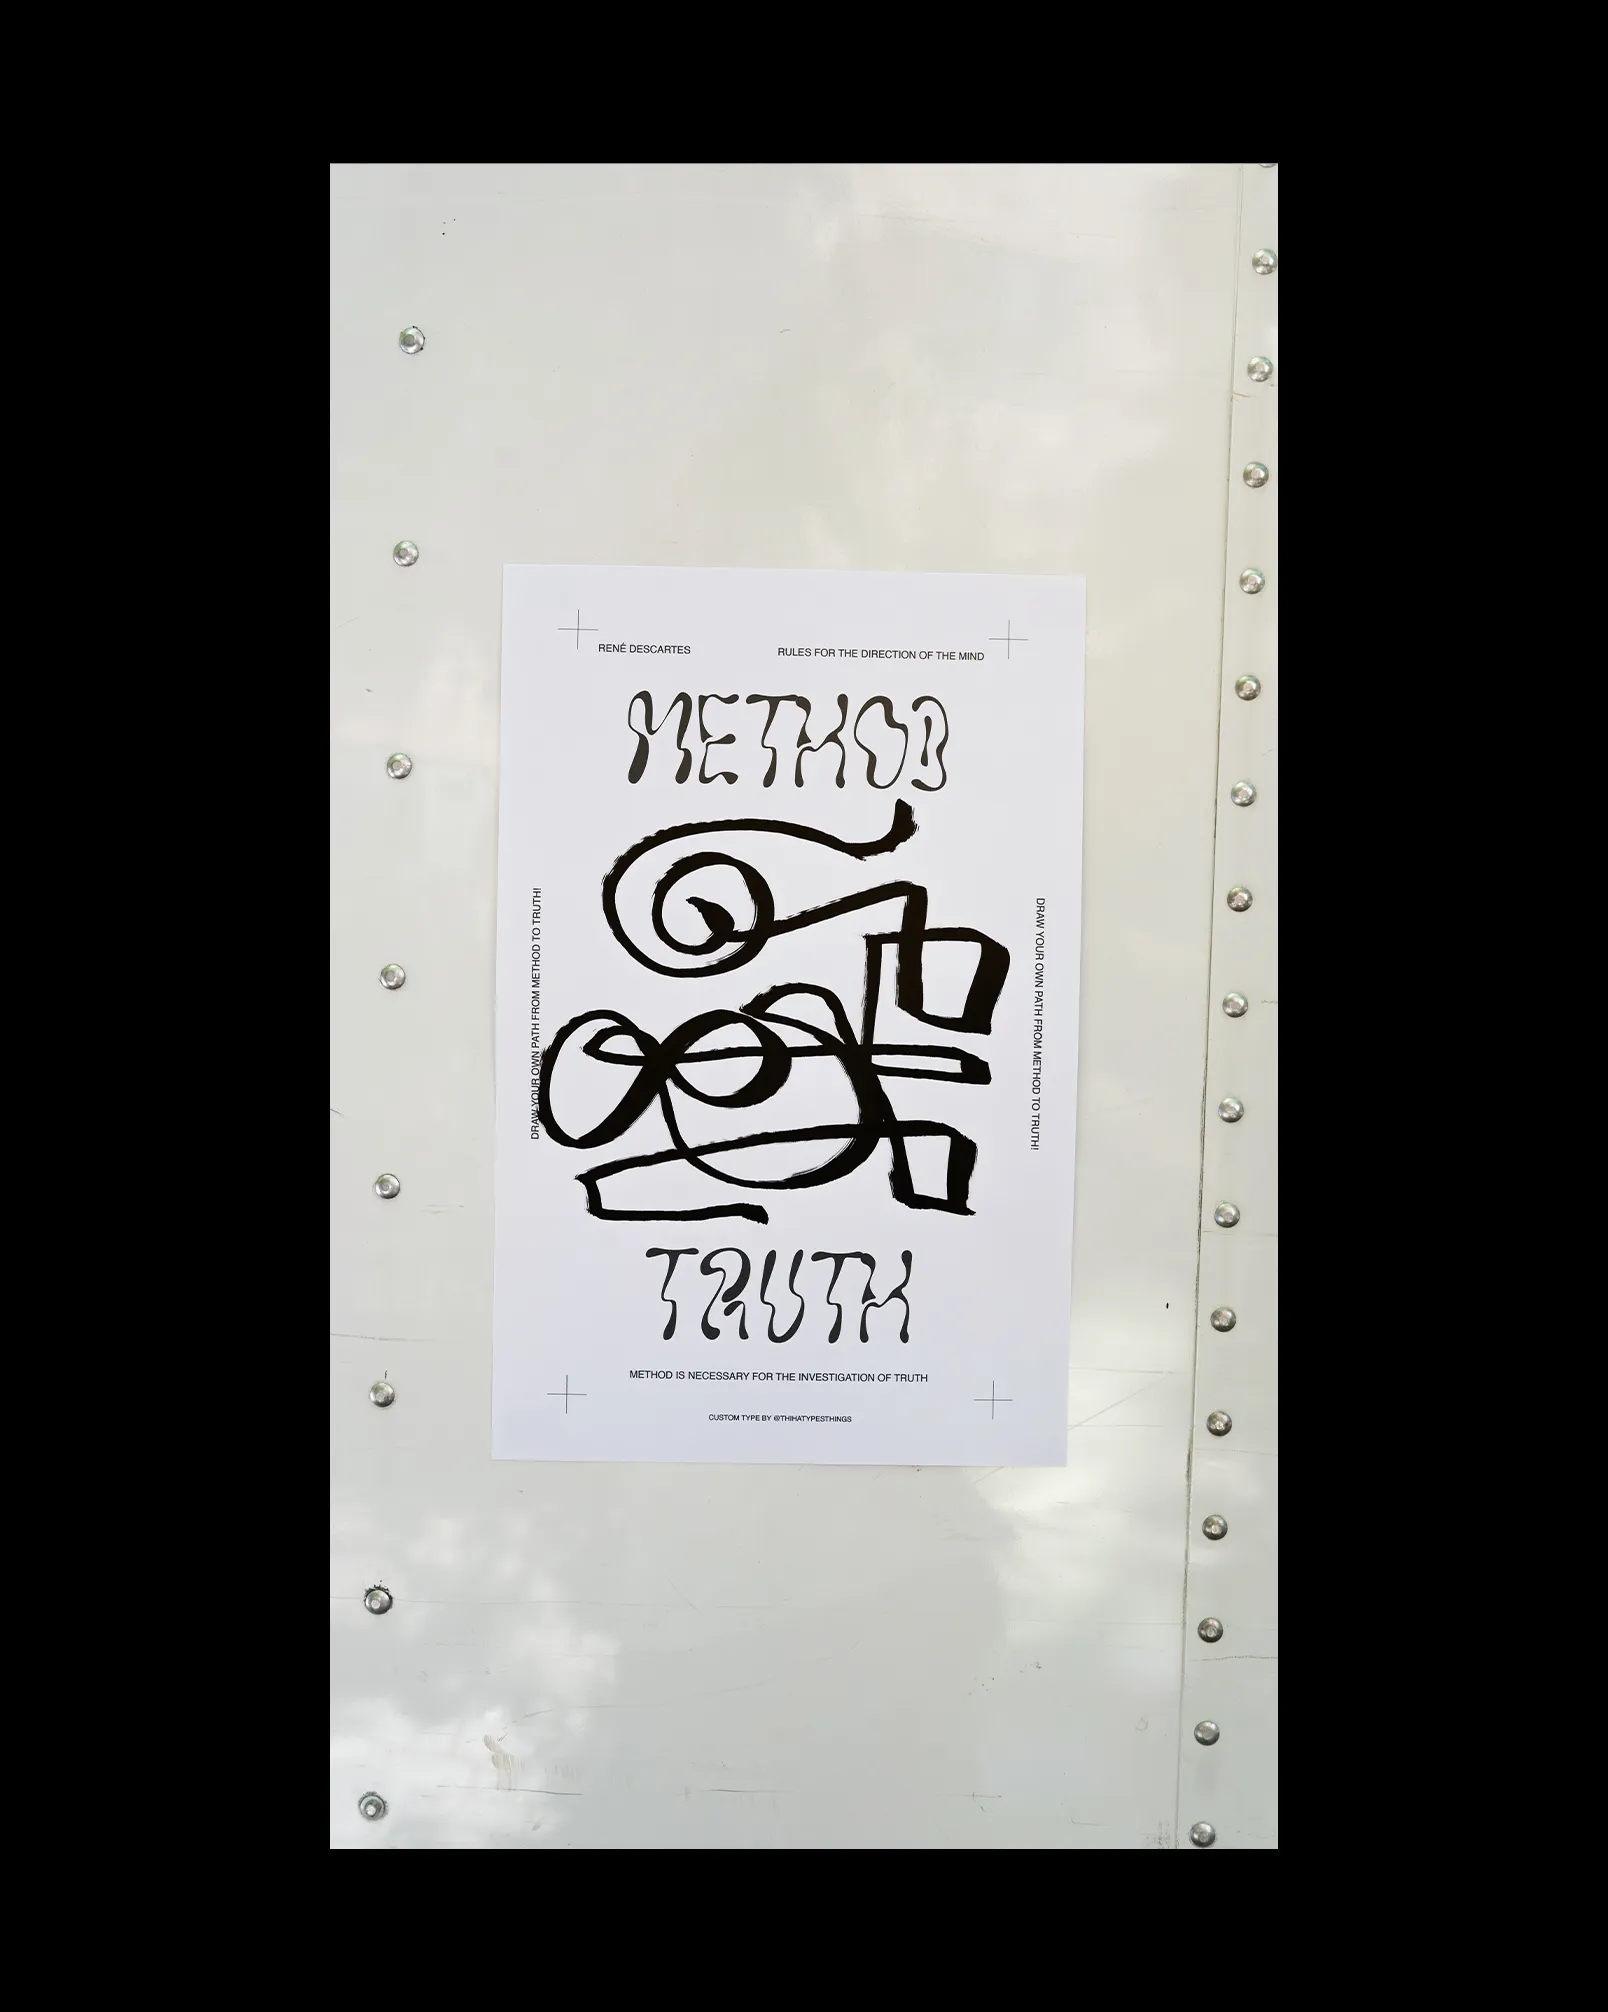 RENÉ DESCARTES
RULES FOR THE DIRECTION OF THE MIND
METHOD
DRAW YOUR OWN PATH FROM METHOD TO TRUTH!
DRAW YOUR OWN PATH FROM METHOD TO TRUTH!
TRUTH
METHOD IS NECESSARY FOR THE INVESTIGATION OF TRUTH
CUSTOM TYPE BY @THIHATYPESTHINGS